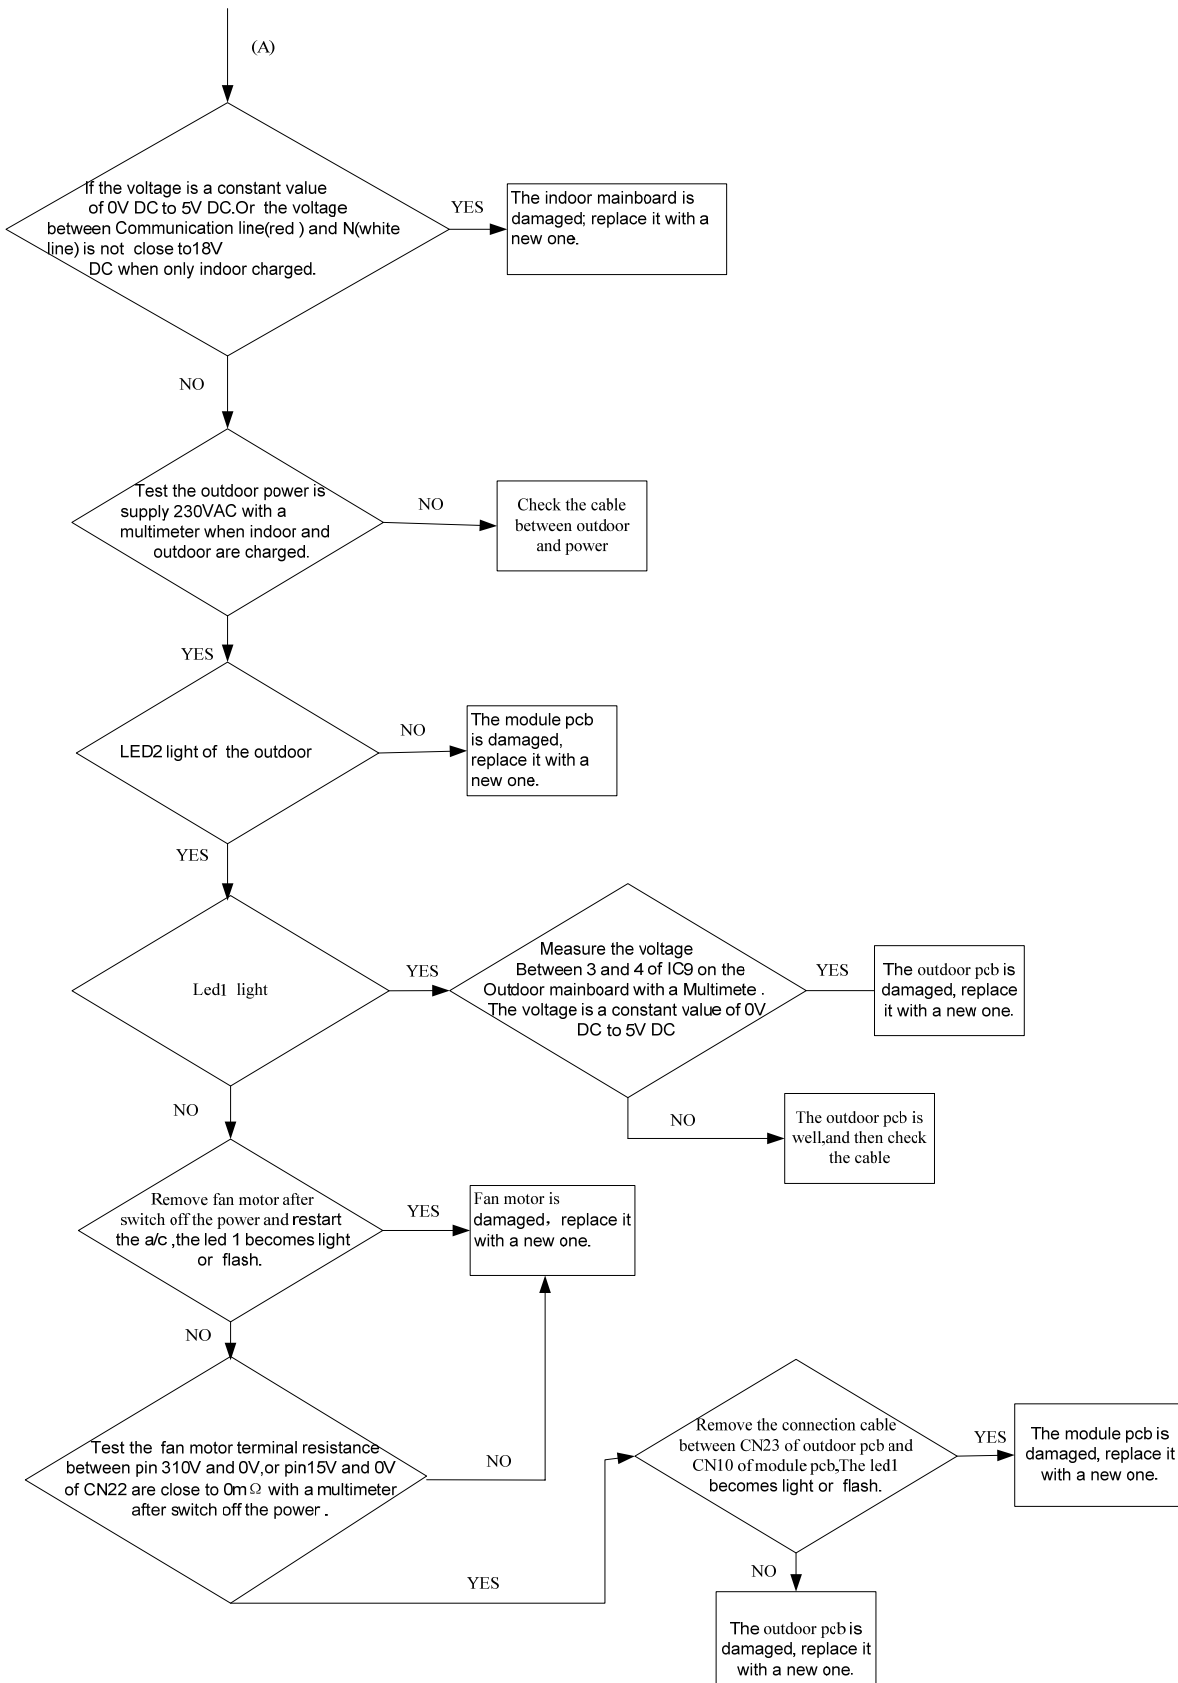 (A)
If the voltage is a constant value
of 0V DC to 5V DC.Or the voltage
between Communication line(red ) and N(white
line) is not close to18V
DC when only indoor charged.
YES
The indoor mainboard is
damaged; replace it with a
new one.
NO
Test the outdoor power is
supply 230VAC with a
multimeter when indoor and
outdoor are charged.
NO
Check the cable
between outdoor
and power
YES
LED2 light of the outdoor
NO
The module pcb
is damaged,
replace it with a
new one.
YES
Led1 light
YES
Measure the voltage
Between 3 and 4 of IC9 on the
Outdoor mainboard with a Multimete .
The voltage is a constant value of 0V
DC to 5V DC
YES
The outdoor pcb is
damaged, replace
it with a new one.
NO
The outdoor pcb is
well,and then check
the cable
NO
Remove fan motor after
switch off the power and restart
the a/c ,the led 1 becomes light
or flash.
YES
Fan motor is
damaged，replace it
with a new one.
NO
Test the fan motor terminal resistance
between pin 310V and 0V,or pin15V and 0V
of CN22 are close to 0mΩ with a multimeter
after switch off the power .
NO
YES
Remove the connection cable
between CN23 of outdoor pcb and
CN10 of module pcb,The led1
becomes light or flash.
YES
The module pcb is
damaged, replace it
with a new one.
NO
The outdoor pcb is
damaged, replace it
with a new one.